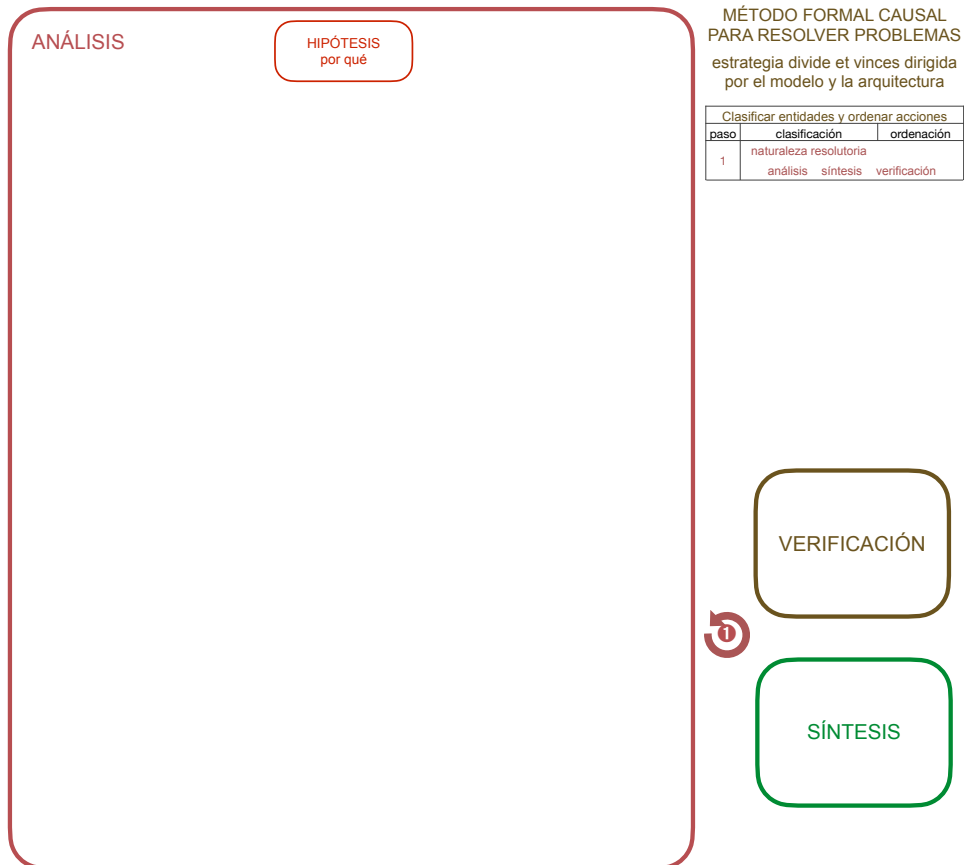 ANÁLISIS
HIPÓTESIS
por qué
MÉTODO FORMAL CAUSAL
PARA RESOLVER PROBLEMAS
estrategia divide et vinces dirigida
por el modelo y la arquitectura
Clasificar entidades y ordenar acciones
paso clasificación ordenación
1 naturaleza resolutoria
análisis síntesis verificación
VERIFICACIÓN
1
SÍNTESIS